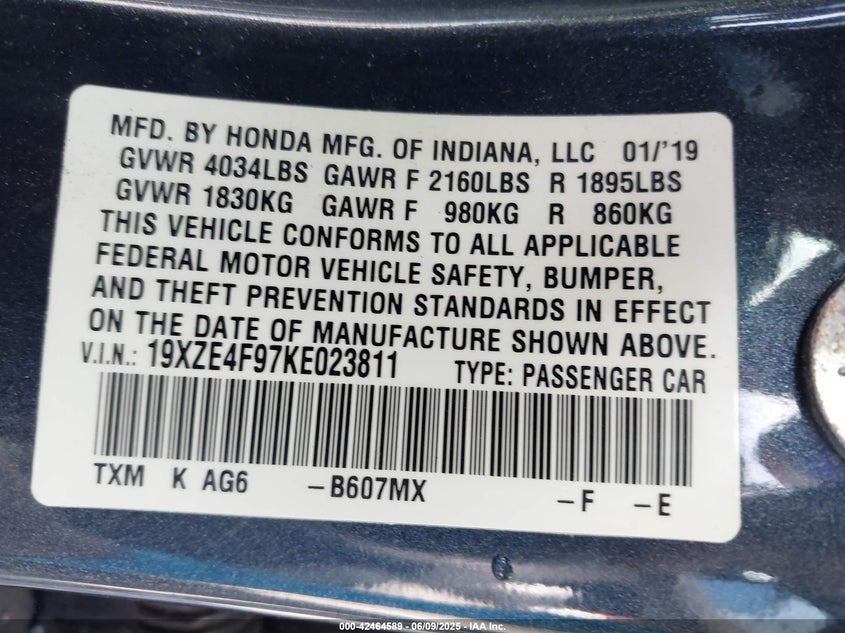 MFD. BY HONDA MFG. OF INDIANA, LLC 01/'19
GVWR 4034LBS GAWR F 2160LBS R 1895LBS
GVWR 1830KG GAWR F 980KG R 860KG
THIS VEHICLE CONFORMS TO ALL APPLICABLE
FEDERAL MOTOR VEHICLE SAFETY, BUMPER,
AND THEFT PREVENTION STANDARDS IN EFFECT
ON THE DATE OF MANUFACTURE SHOWN ABOVE.
V.I.N.: 19XZE4F97KE023811 TYPE: PASSENGER CAR
TXM K AG6 –B607MX –F –E
000-42464589 | 06/09/2025 - IAA Inc.